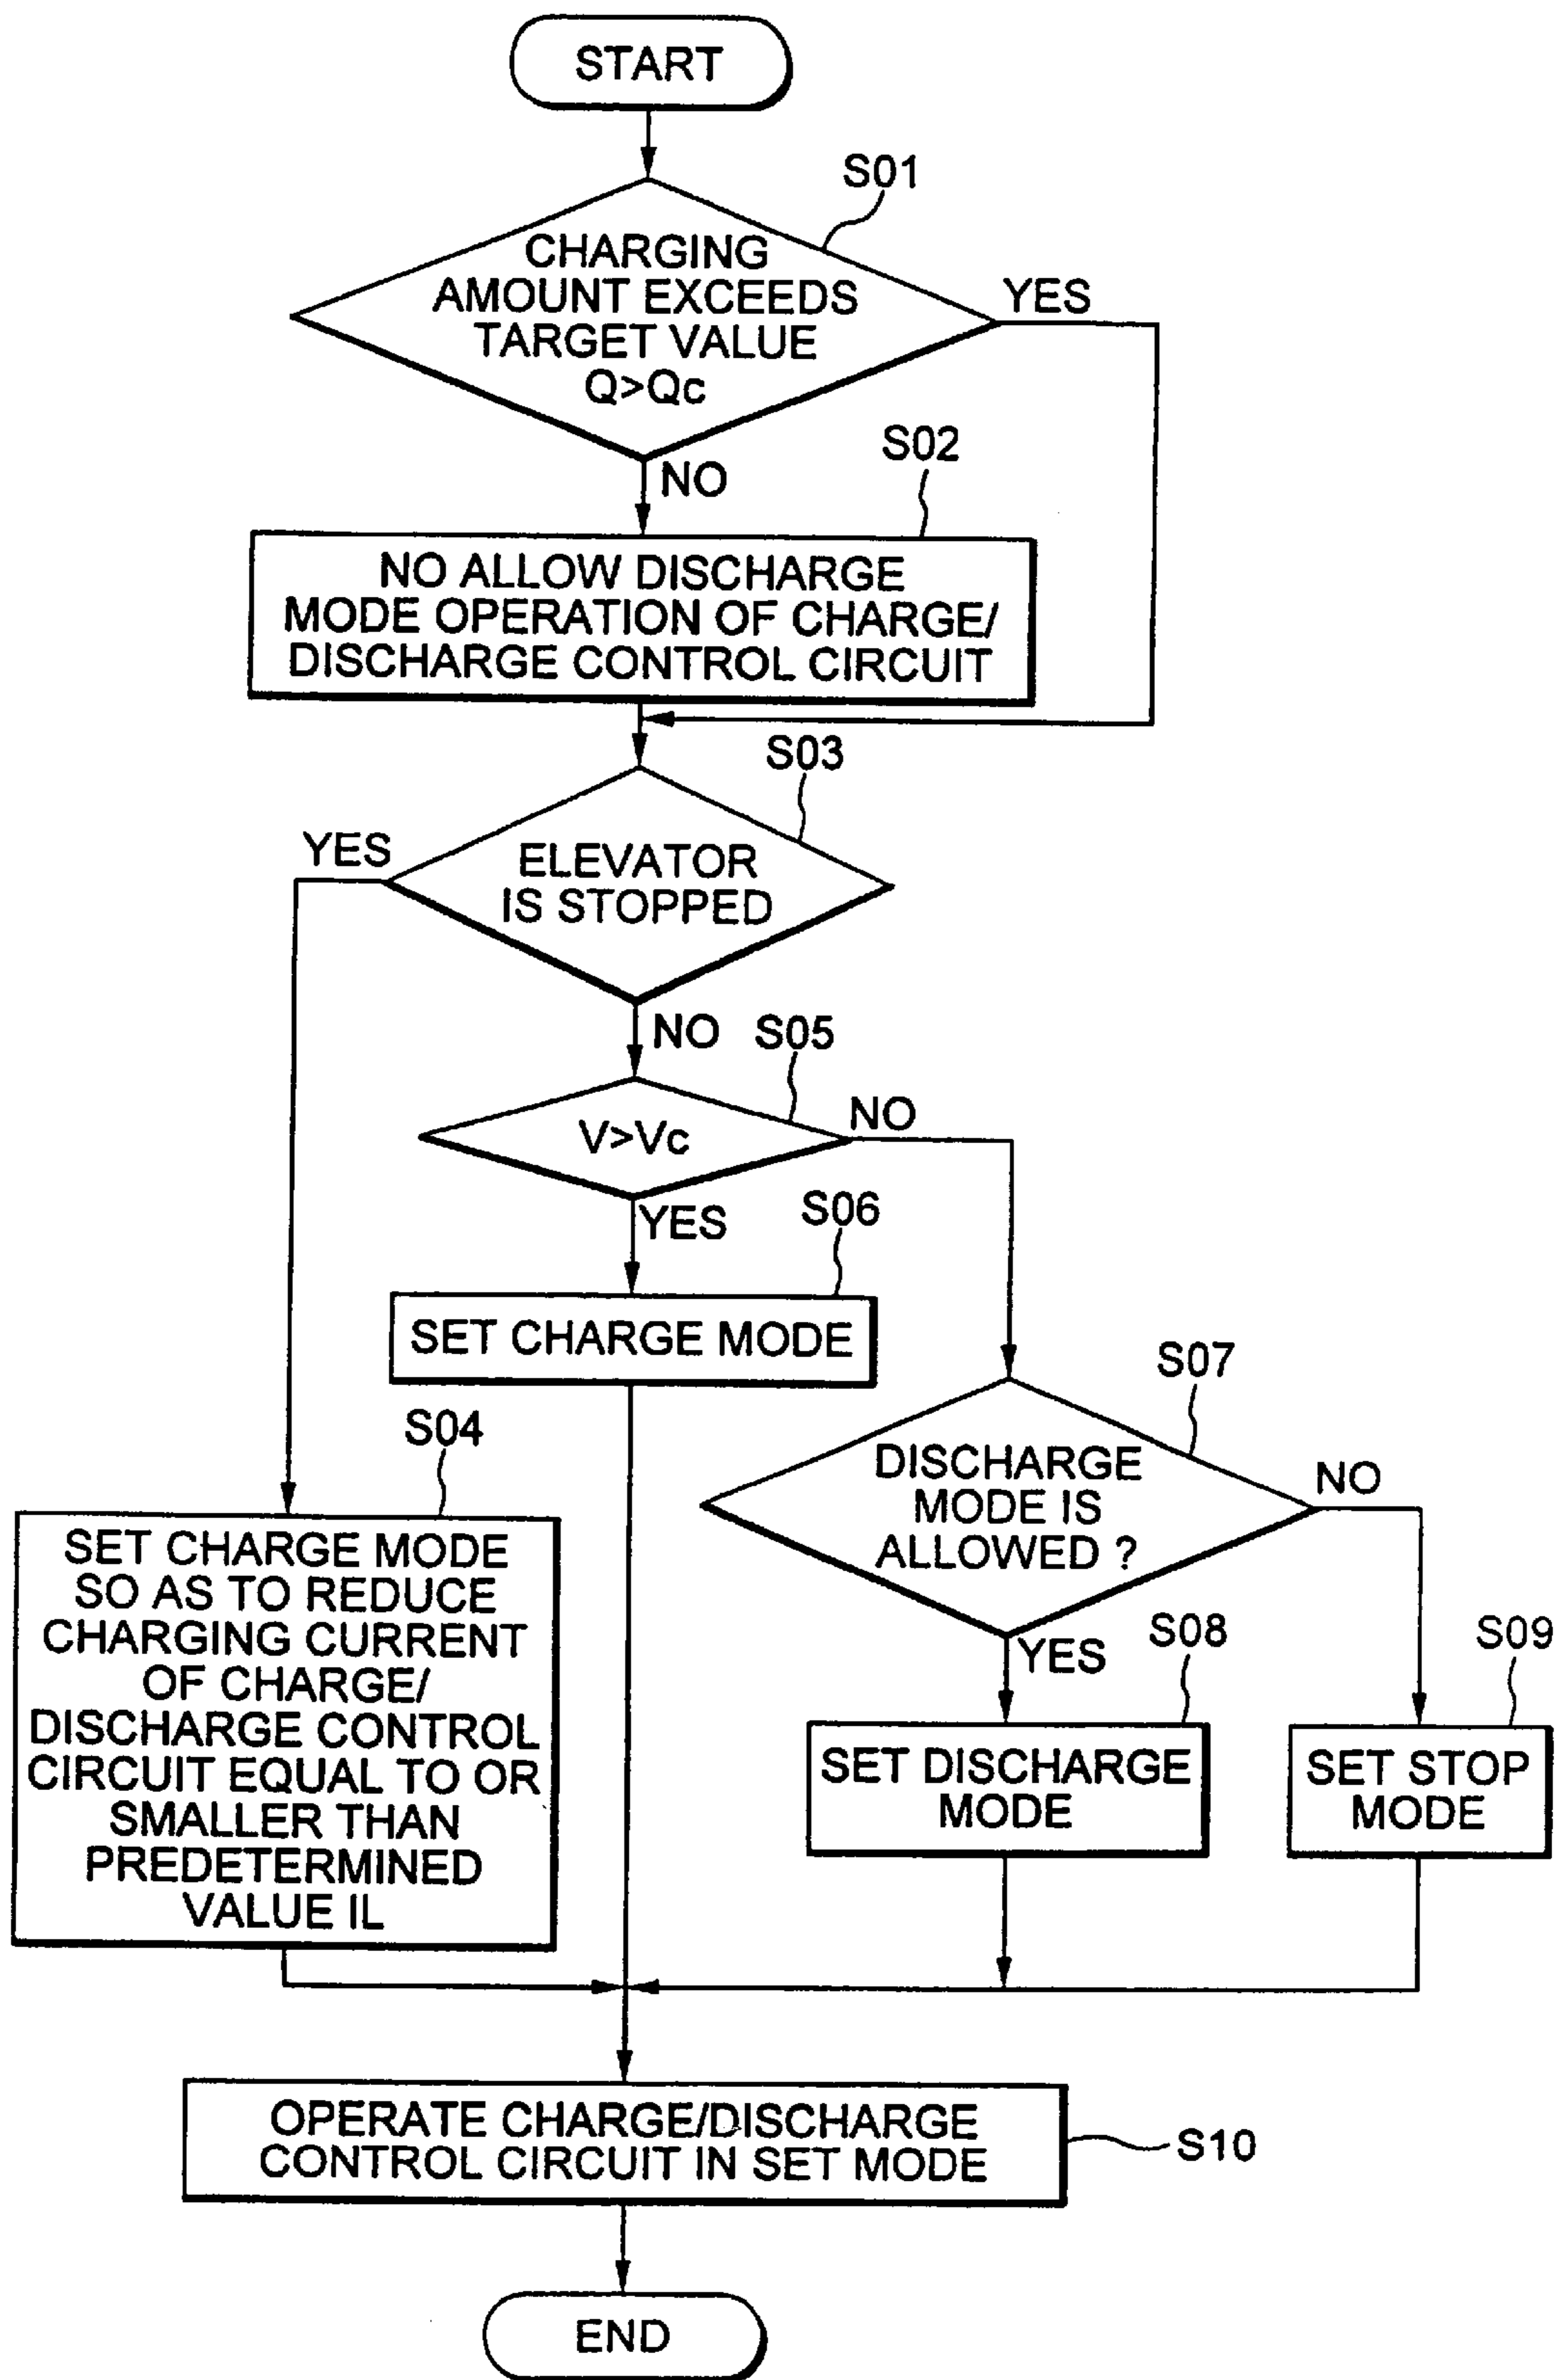 START
S01
CHARGING
AMOUNT EXCEEDS
TARGET VALUE
Q>Qc
YES
NO
S02
NO ALLOW DISCHARGE
MODE OPERATION OF CHARGE/
DISCHARGE CONTROL CIRCUIT
S03
YES
ELEVATOR
IS STOPPED
NO
S05
V>Vc
NO
YES
S06
SET CHARGE MODE
S07
DISCHARGE
MODE IS
ALLOWED ?
NO
YES
S04
SET CHARGE MODE
SO AS TO REDUCE
CHARGING CURRENT
OF CHARGE/
DISCHARGE CONTROL
CIRCUIT EQUAL TO OR
SMALLER THAN
PREDETERMINED
VALUE IL
S08
SET DISCHARGE
MODE
S09
SET STOP
MODE
OPERATE CHARGE/DISCHARGE
CONTROL CIRCUIT IN SET MODE
S10
END